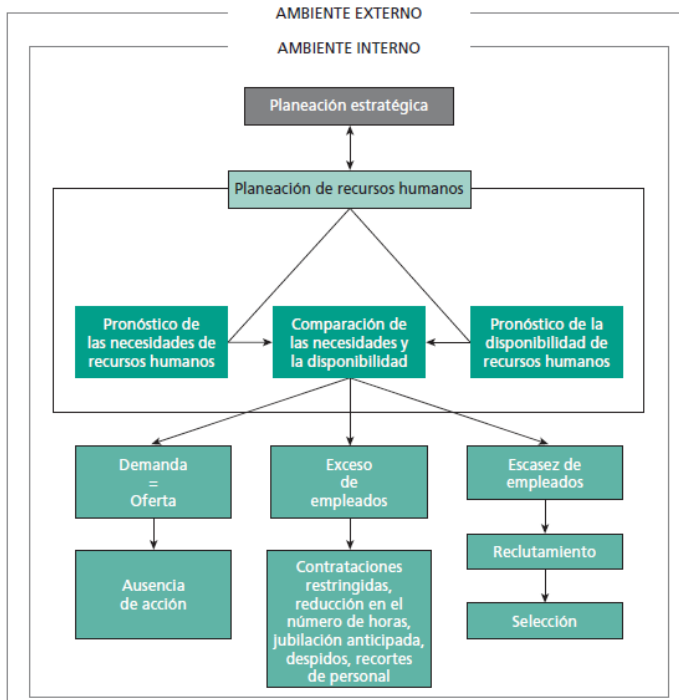 AMBIENTE EXTERNO
AMBIENTE INTERNO
Planeación estratégica
Planeación de recursos humanos
Pronóstico de
las necesidades de
recursos humanos
Comparación de
las necesidades y
la disponibilidad
Pronóstico de la
disponibilidad de
recursos humanos
Demanda
=
Oferta
Exceso
de
empleados
Escasez de
empleados
Ausencia
de acción
Contrataciones
restringidas,
reducción en el
número de horas,
jubilación anticipada,
despidos, recortes
de personal
Reclutamiento
Selección